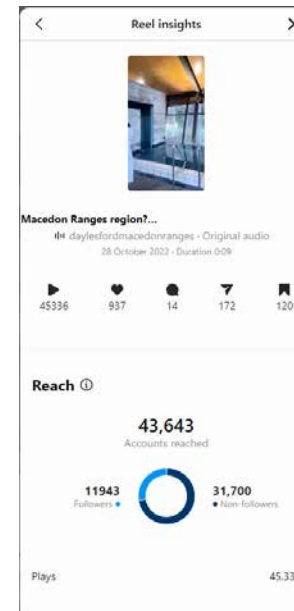 Reel insights
Macedon Ranges region?...
daylesfordmacedonranges - Original audio
28 October 2022 - Duration 0:09
45336 937 14 172 120
Reach
43,643
Accounts reached
11943 31,700
Followers Non-followers
Plays 45,33